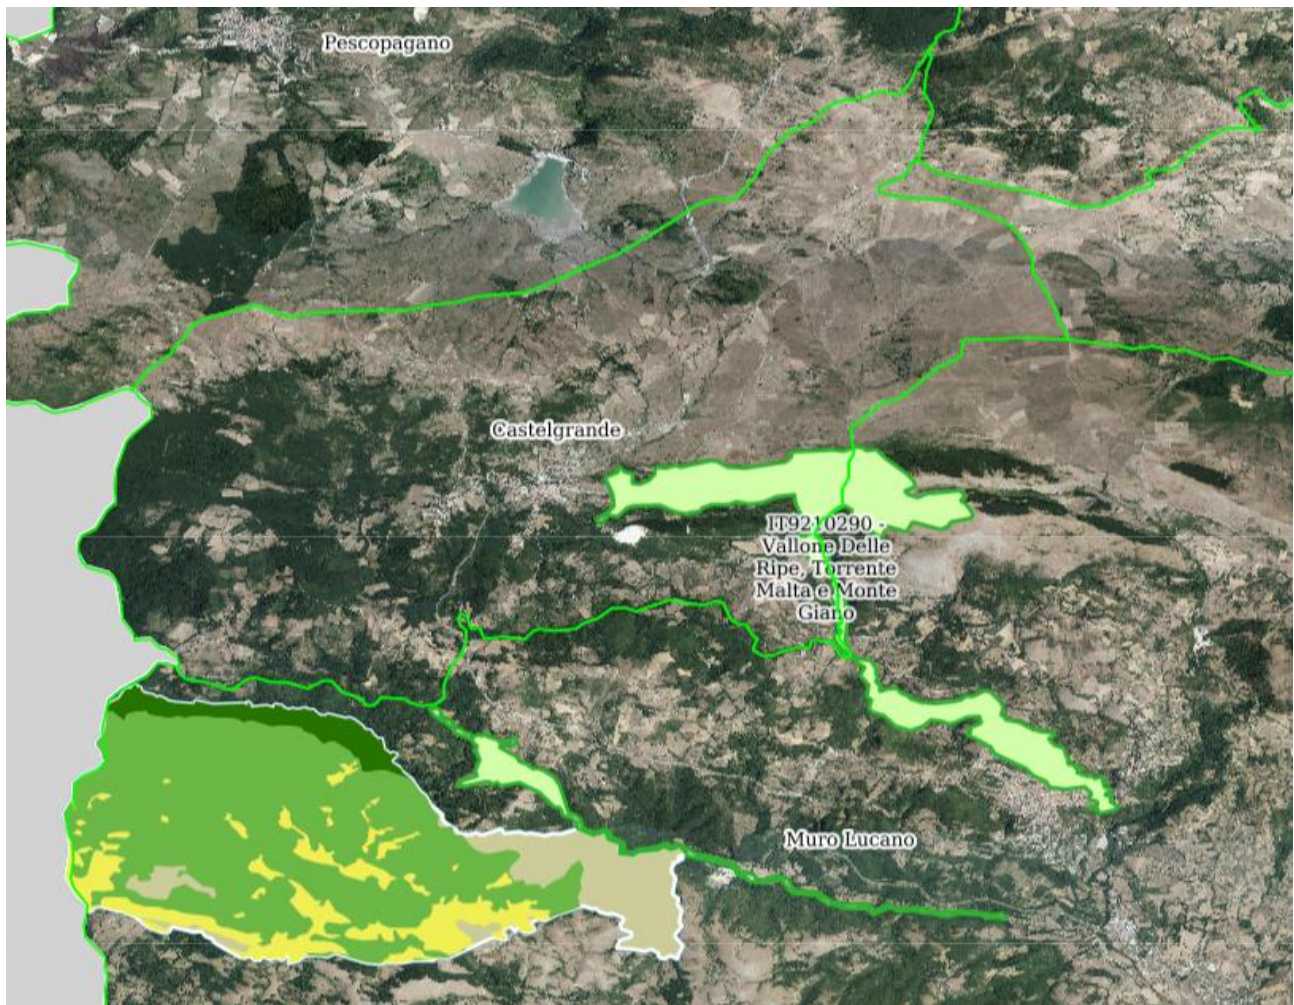 Pescopagano
Castelgrande
IT9210290 -
Vallone Delle
Ripe, Torrente
Malta e Monte
Giano
Muro Lucano